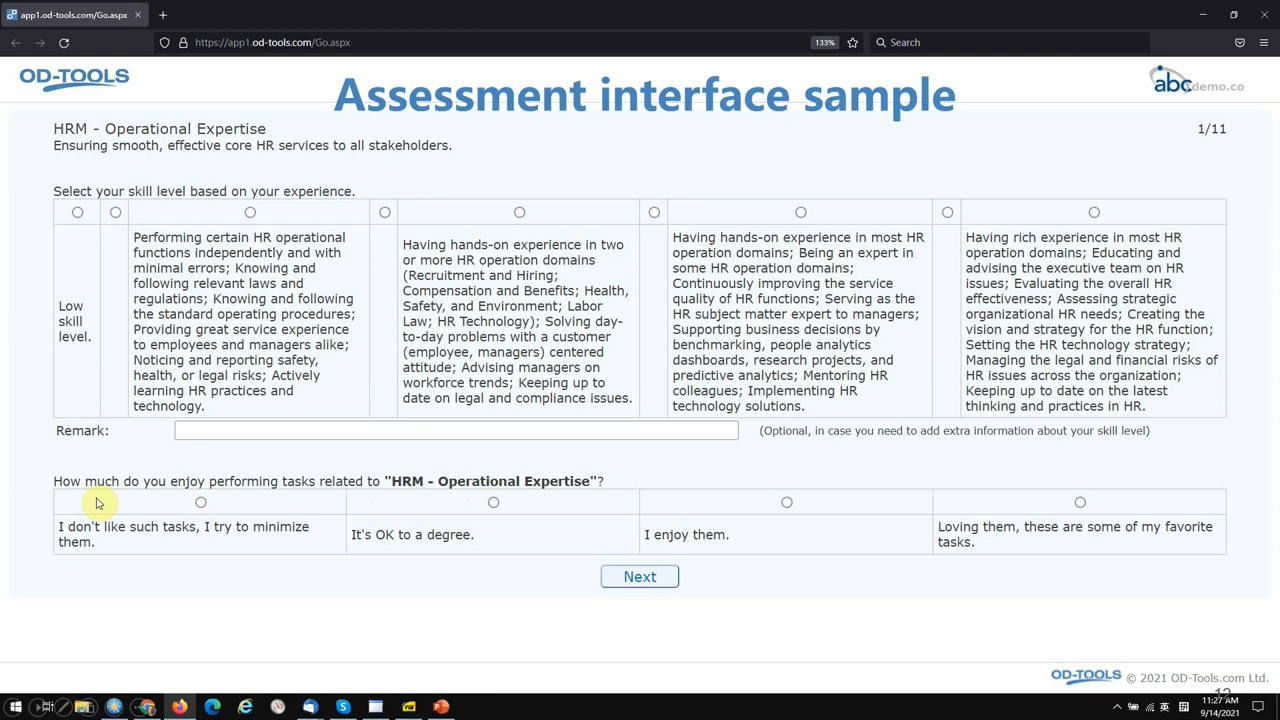 app1.od-tools.com/Go.aspx
https://app1.od-tools.com/Go.aspx
133%
Search
OD-TOOLS
Assessment interface sample
abc demo.co
HRM - Operational Expertise
1/11
Ensuring smooth, effective core HR services to all stakeholders.
Select your skill level based on your experience.
Low
skill
level.
Performing certain HR operational
functions independently and with
minimal errors; Knowing and
following relevant laws and
regulations; Knowing and following
the standard operating procedures;
Providing great service experience
to employees and managers alike;
Noticing and reporting safety,
health, or legal risks; Actively
learning HR practices and
technology.
Having hands-on experience in two
or more HR operation domains
(Recruitment and Hiring;
Compensation and Benefits; Health,
Safety, and Environment; Labor
Law; HR Technology); Solving day-
to-day problems with a customer
(employee, managers) centered
attitude; Advising managers on
workforce trends; Keeping up to
date on legal and compliance issues.
Having hands-on experience in most HR
operation domains; Being an expert in
some HR operation domains;
Continuously improving the service
quality of HR functions; Serving as the
HR subject matter expert to managers;
Supporting business decisions by
benchmarking, people analytics
dashboards, research projects, and
predictive analytics; Mentoring HR
colleagues; Implementing HR
technology solutions.
Having rich experience in most HR
operation domains; Educating and
advising the executive team on HR
issues; Evaluating the overall HR
effectiveness; Assessing strategic
organizational HR needs; Creating the
vision and strategy for the HR function;
Setting the HR technology strategy;
Managing the legal and financial risks of
HR issues across the organization;
Keeping up to date on the latest
thinking and practices in HR.
Remark:
(Optional, in case you need to add extra information about your skill level)
How much do you enjoy performing tasks related to "HRM - Operational Expertise"?
I don't like such tasks, I try to minimize
them.
It's OK to a degree.
I enjoy them.
Loving them, these are some of my favorite
tasks.
Next
OD-TOOLS © 2021 OD-Tools.com Ltd.
12
11:27 AM
9/14/2021